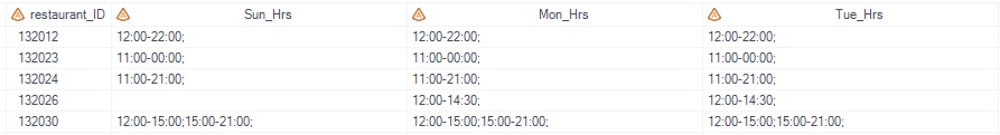 restaurant_ID Sun_Hrs Mon_Hrs Tue_Hrs
132012 12:00-22:00; 12:00-22:00; 12:00-22:00;
132023 11:00-00:00; 11:00-00:00; 11:00-00:00;
132024 11:00-21:00; 11:00-21:00; 11:00-21:00;
132026 12:00-14:30; 12:00-14:30;
132030 12:00-15:00;15:00-21:00; 12:00-15:00;15:00-21:00; 12:00-15:00;15:00-21:00;